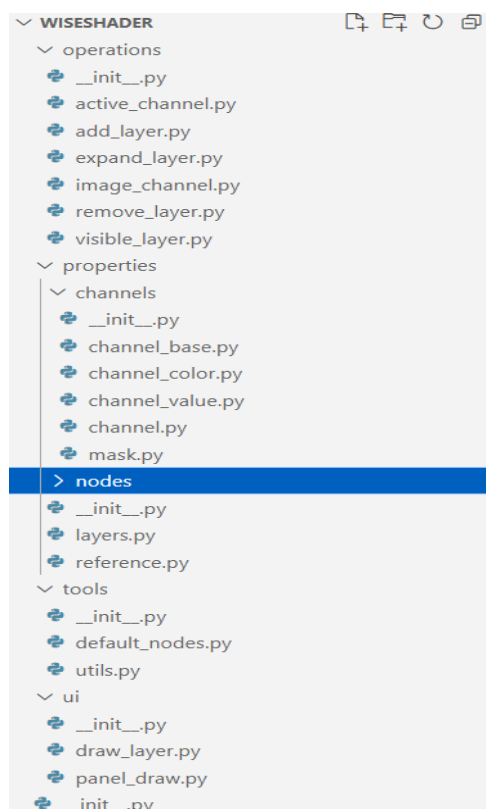 WISESHADER
operations
__init__.py
active_channel.py
add_layer.py
expand_layer.py
image_channel.py
remove_layer.py
visible_layer.py
properties
channels
__init__.py
channel_base.py
channel_color.py
channel_value.py
channel.py
mask.py
nodes
__init__.py
layers.py
reference.py
tools
__init__.py
default_nodes.py
utils.py
ui
__init__.py
draw_layer.py
panel_draw.py
__init__.py